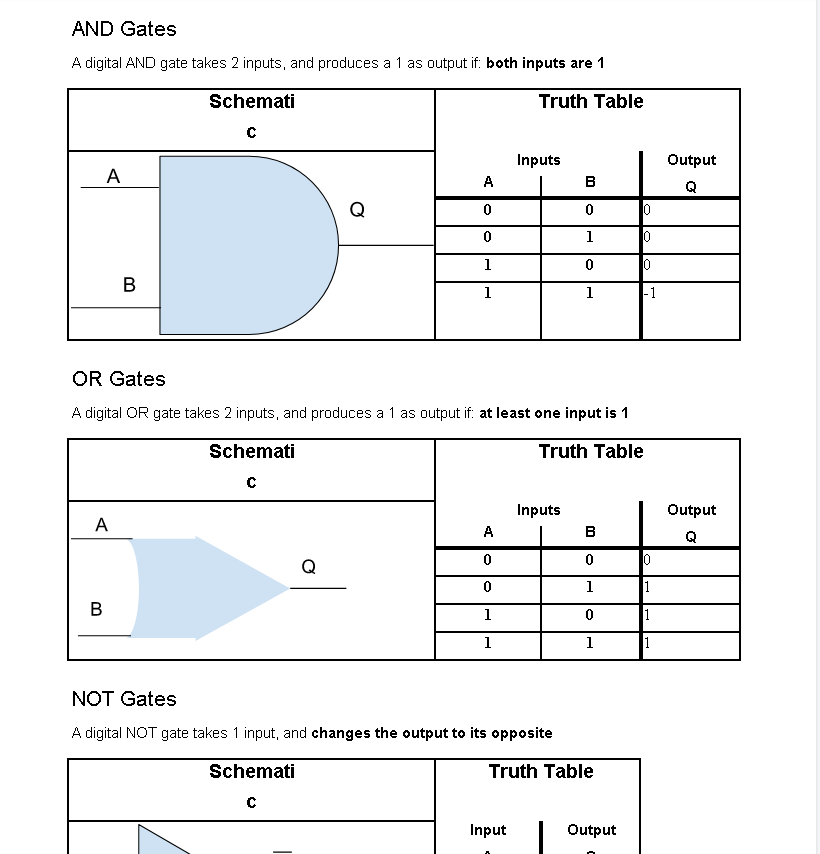 AND Gates
A digital AND gate takes 2 inputs, and produces a 1 as output if: both inputs are 1
Schemati Truth Table
c
Inputs Output
A B Q
A
B
Q
0 0 0
0 1 0
1 0 0
1 1 -1
OR Gates
A digital OR gate takes 2 inputs, and produces a 1 as output if: at least one input is 1
Schemati Truth Table
c
Inputs Output
A B Q
A
B
Q
0 0 0
0 1 1
1 0 1
1 1 1
NOT Gates
A digital NOT gate takes 1 input, and changes the output to its opposite
Schemati Truth Table
c
Input Output